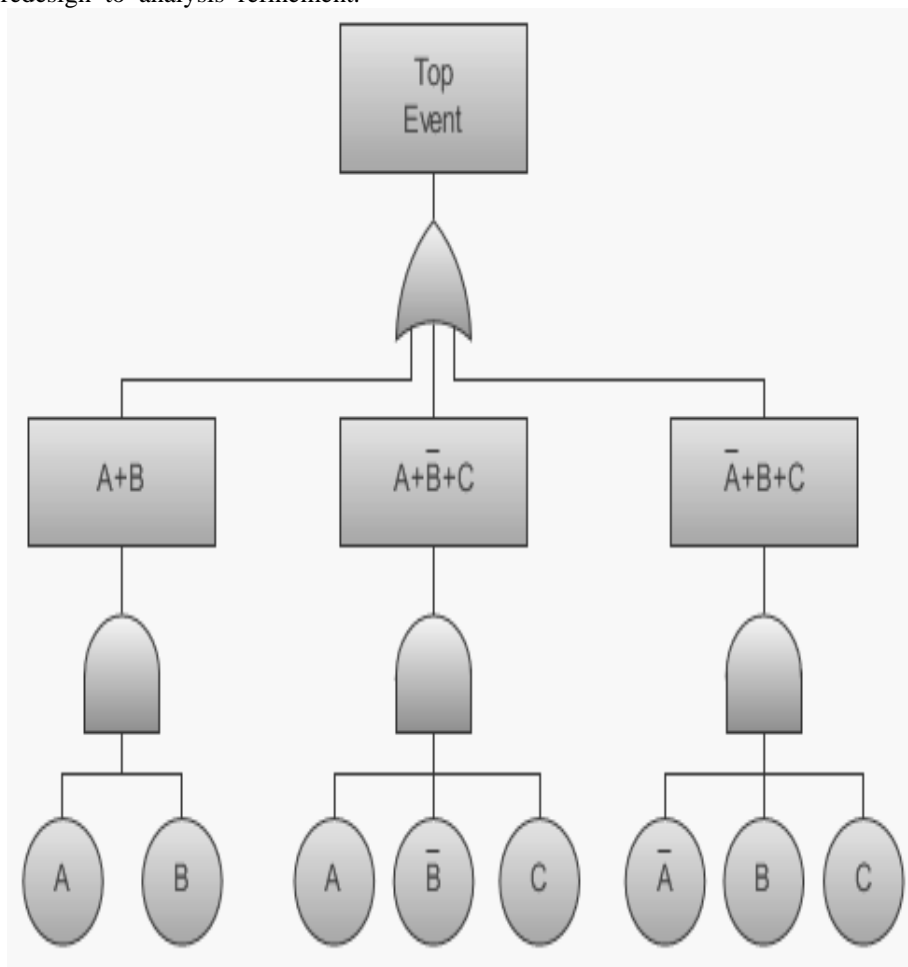 redesign to analysis refinement.
Top
Event
A+B
A+B̅+C
A̅+B+C
A
B
A
B̅
C
A̅
B
C